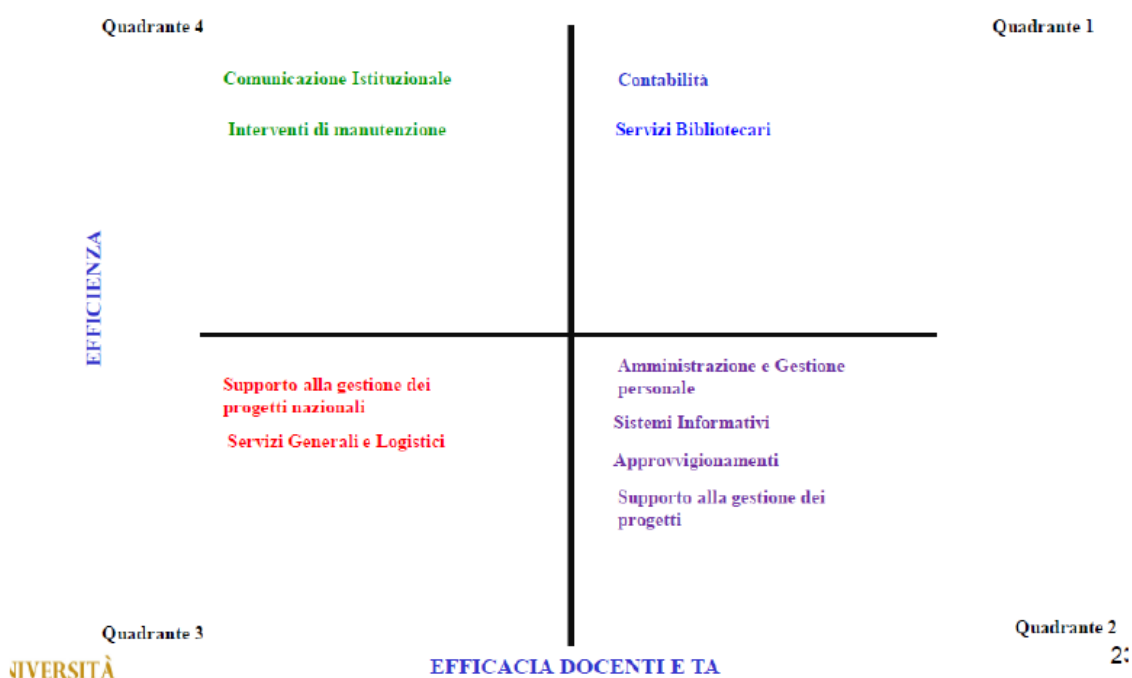 Quadrante 4
Quadrante 1
Comunicazione Istituzionale
Contabilità
Interventi di manutenzione
Servizi Bibliotecari
EFFICIENZA
Amministrazione e Gestione
personale
Supporto alla gestione dei
progetti nazionali
Sistemi Informativi
Servizi Generali e Logistici
Approvvigionamenti
Supporto alla gestione dei
progetti
Quadrante 3
Quadrante 2
EFFICACIA DOCENTI E TA